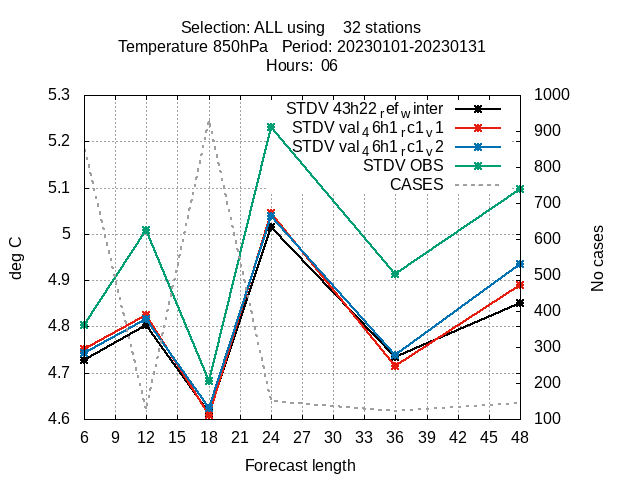 Selection: ALL using    32 stations
Temperature 850hPa   Period: 20230101-20230131
Hours:  06
5.3
5.2
5.1
5
4.9
4.8
4.7
4.6
deg C
STDV 43h22_ref_winter
STDV val_46h1_rc1_v1
STDV val_46h1_rc1_v2
STDV OBS
CASES
1000
900
800
700
600
500
400
300
200
100
No cases
6 9 12 15 18 21 24 27 30 33 36 39 42 45 48
Forecast length